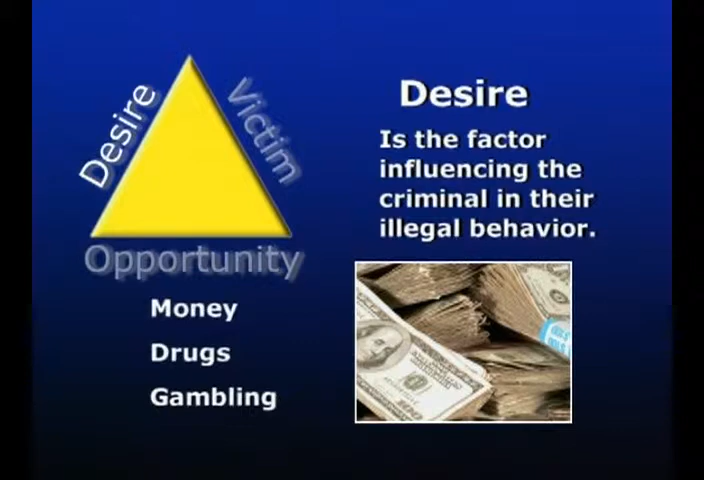 Desire
Victim
Opportunity
Money
Drugs
Gambling
Desire
Is the factor
influencing the
criminal in their
illegal behavior.